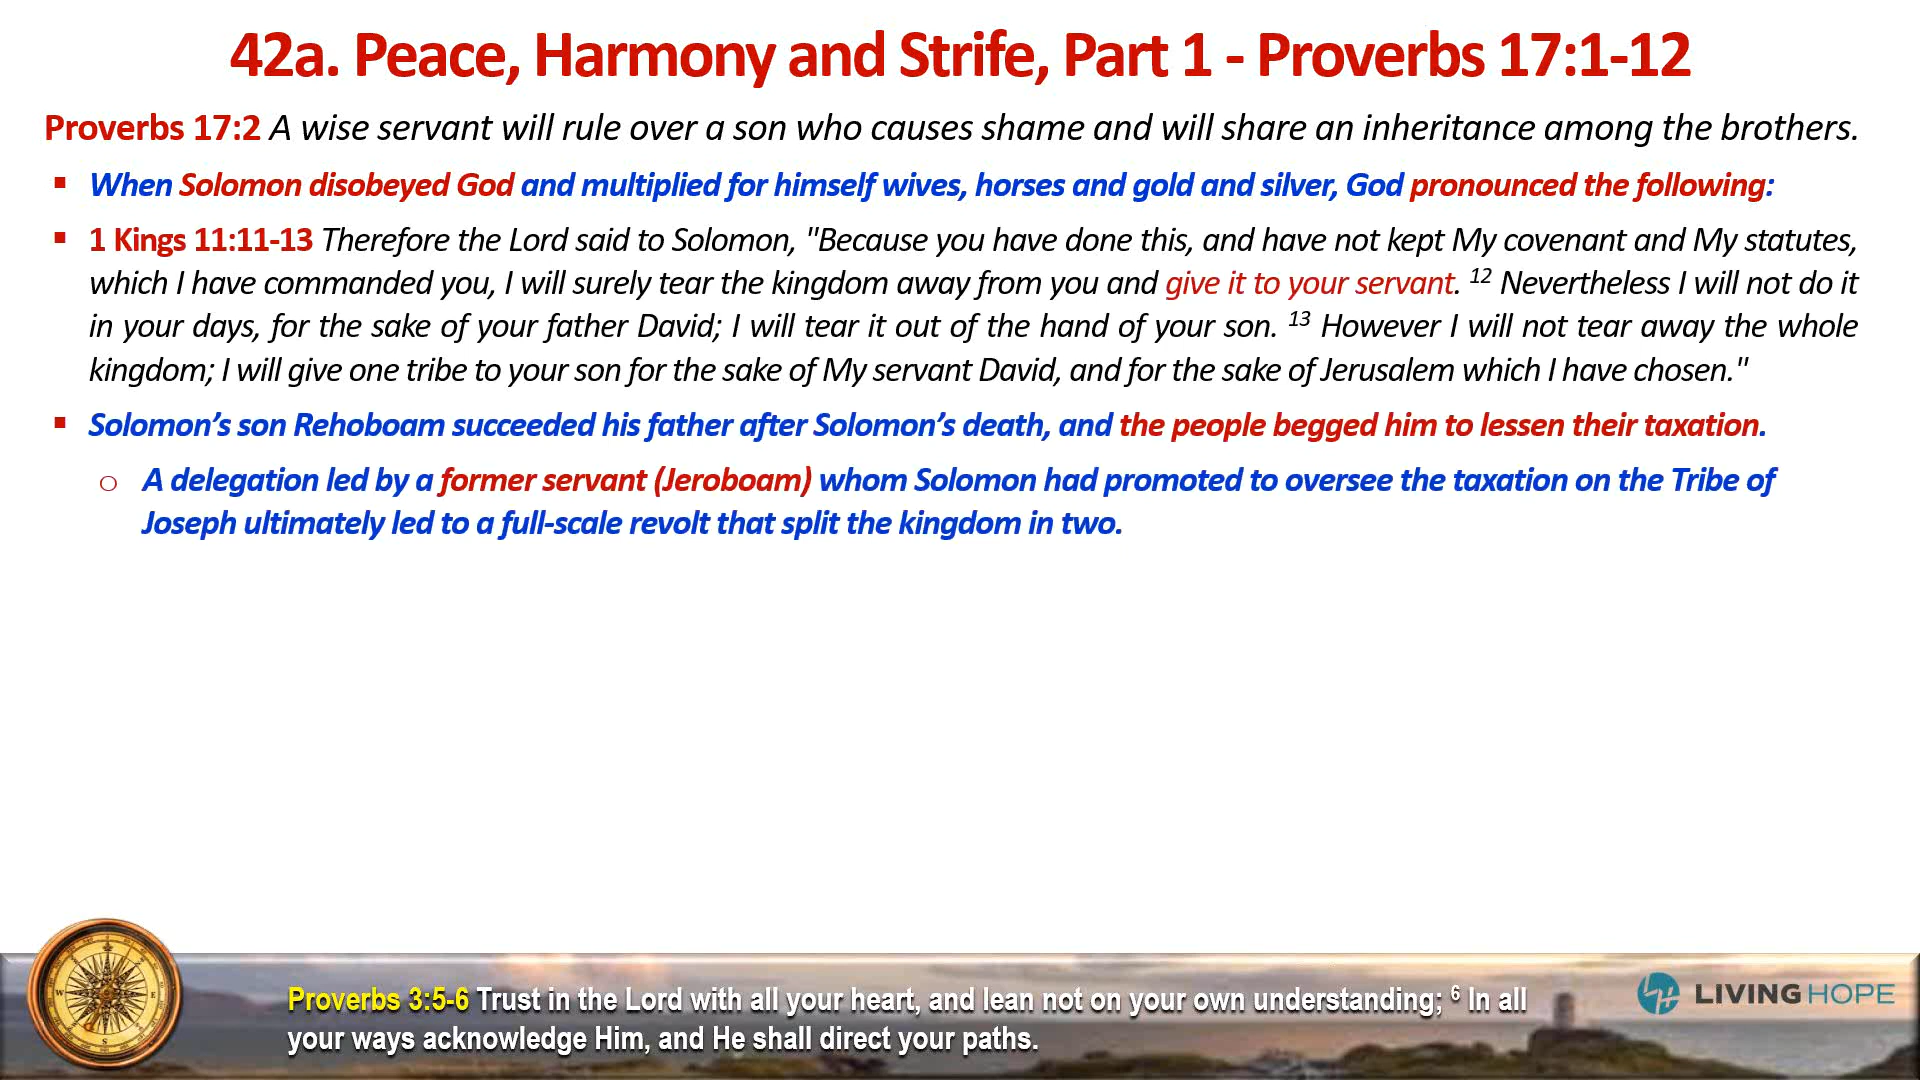 42a. Peace, Harmony and Strife, Part 1 - Proverbs 17:1-12
Proverbs 17:2 A wise servant will rule over a son who causes shame and will share an inheritance among the brothers.
▪ When Solomon disobeyed God and multiplied for himself wives, horses and gold and silver, God pronounced the following:
▪ 1 Kings 11:11-13 Therefore the Lord said to Solomon, "Because you have done this, and have not kept My covenant and My statutes,
which I have commanded you, I will surely tear the kingdom away from you and give it to your servant. 12 Nevertheless I will not do it
in your days, for the sake of your father David; I will tear it out of the hand of your son. 13 However I will not tear away the whole
kingdom; I will give one tribe to your son for the sake of My servant David, and for the sake of Jerusalem which I have chosen."
▪ Solomon’s son Rehoboam succeeded his father after Solomon’s death, and the people begged him to lessen their taxation.
o A delegation led by a former servant (Jeroboam) whom Solomon had promoted to oversee the taxation on the Tribe of
Joseph ultimately led to a full-scale revolt that split the kingdom in two.
Proverbs 3:5-6 Trust in the Lord with all your heart, and lean not on your own understanding; 6 In all
your ways acknowledge Him, and He shall direct your paths.
LH LIVING HOPE
W E S